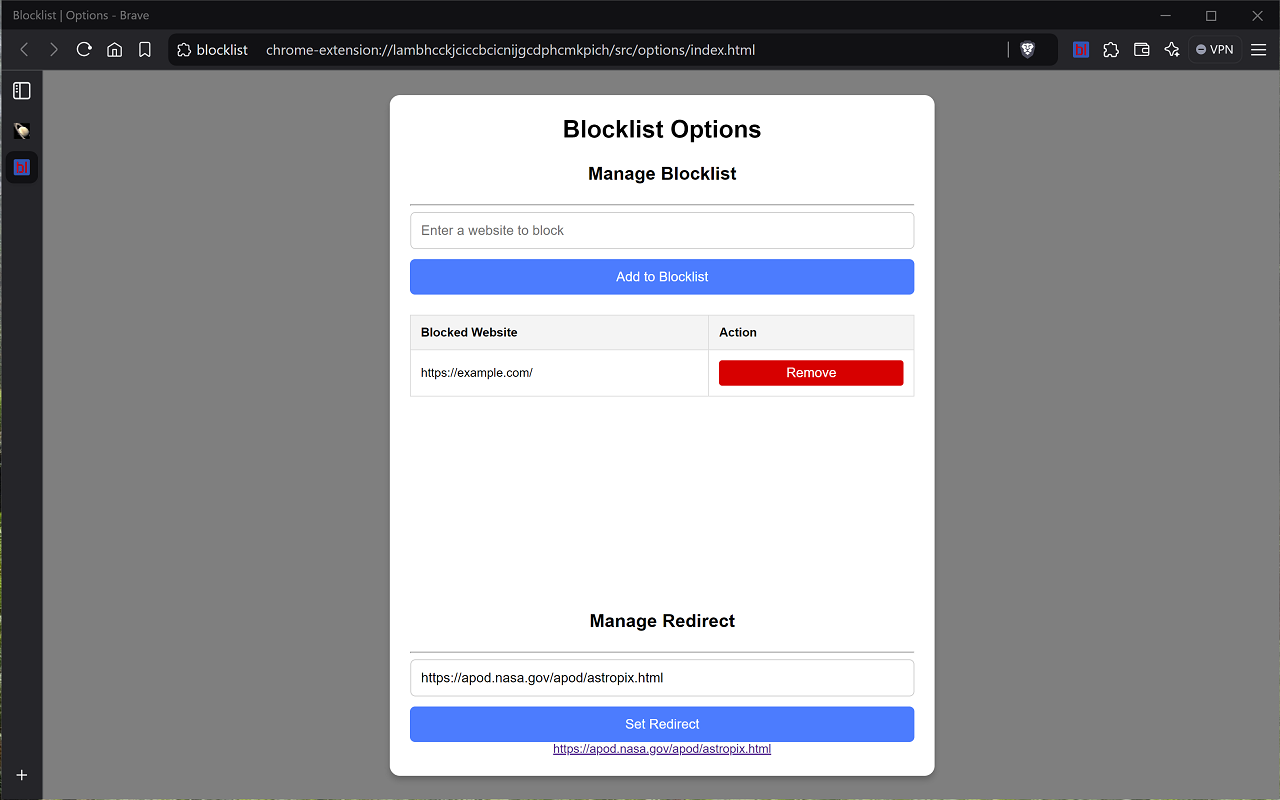 Blocklist | Options - Brave
blocklist chrome-extension://lambhcckjciccbcicnijgcdphcmkpich/src/options/index.html
bl
VPN
bl
Blocklist Options
Manage Blocklist
Enter a website to block
Add to Blocklist
Blocked Website Action
https://example.com/ Remove
Manage Redirect
https://apod.nasa.gov/apod/astropix.html
Set Redirect
https://apod.nasa.gov/apod/astropix.html